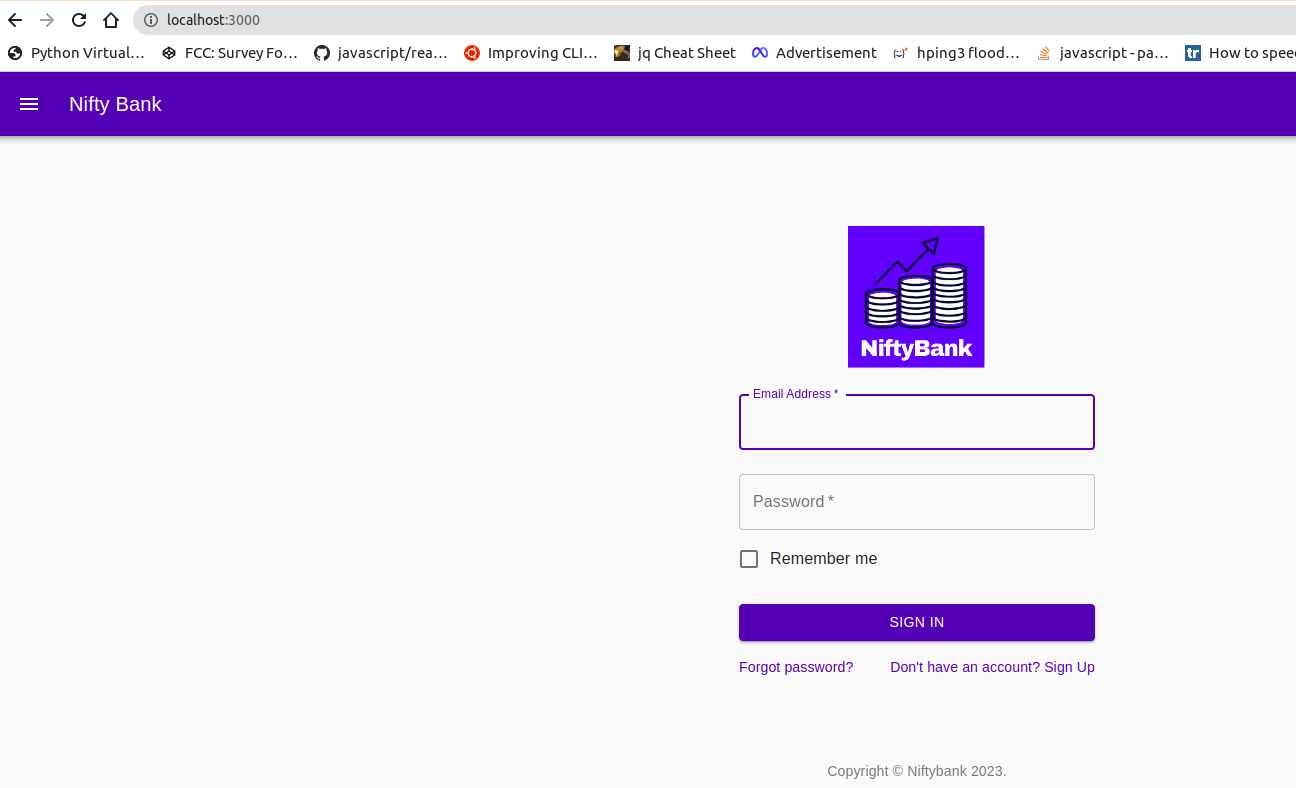 localhost:3000
Python Virtual… FCC: Survey Fo… javascript/rea… Improving CLI… jq Cheat Sheet Advertisement hping3 flood… javascript - pa… tr How to spee
Nifty Bank
NiftyBank
Email Address *
Password *
Remember me
SIGN IN
Forgot password? Don't have an account? Sign Up
Copyright © Niftybank 2023.